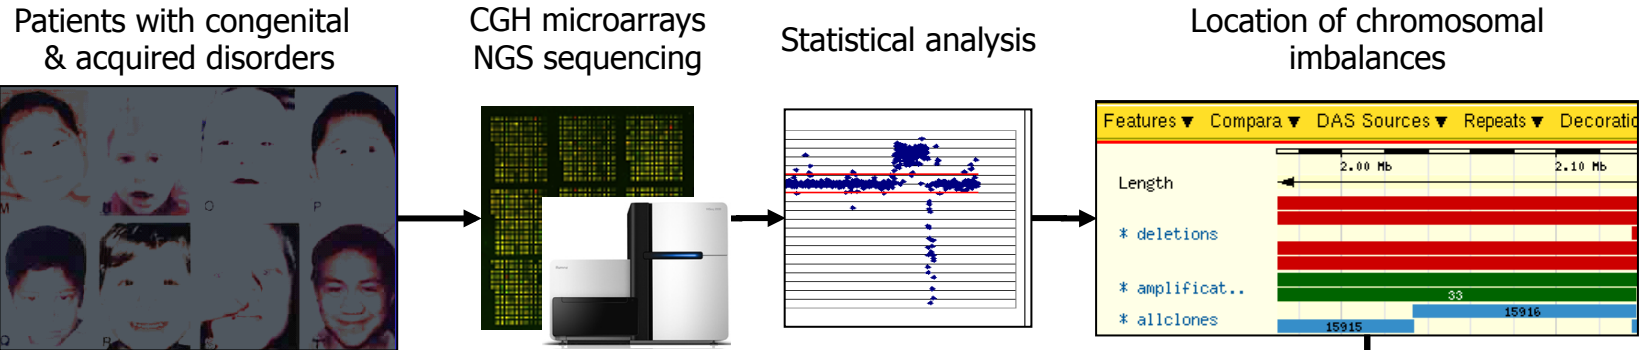 Patients with congenital
& acquired disorders
CGH microarrays
NGS sequencing
Statistical analysis
Location of chromosomal
imbalances
Features ▼ Compara ▼ DAS Sources ▼ Repeats ▼ Decoratio
2.00 Mb 2.10 Mb
Length
* deletions
* amplificat..
33
* allclones
15916
15915
M
O
P